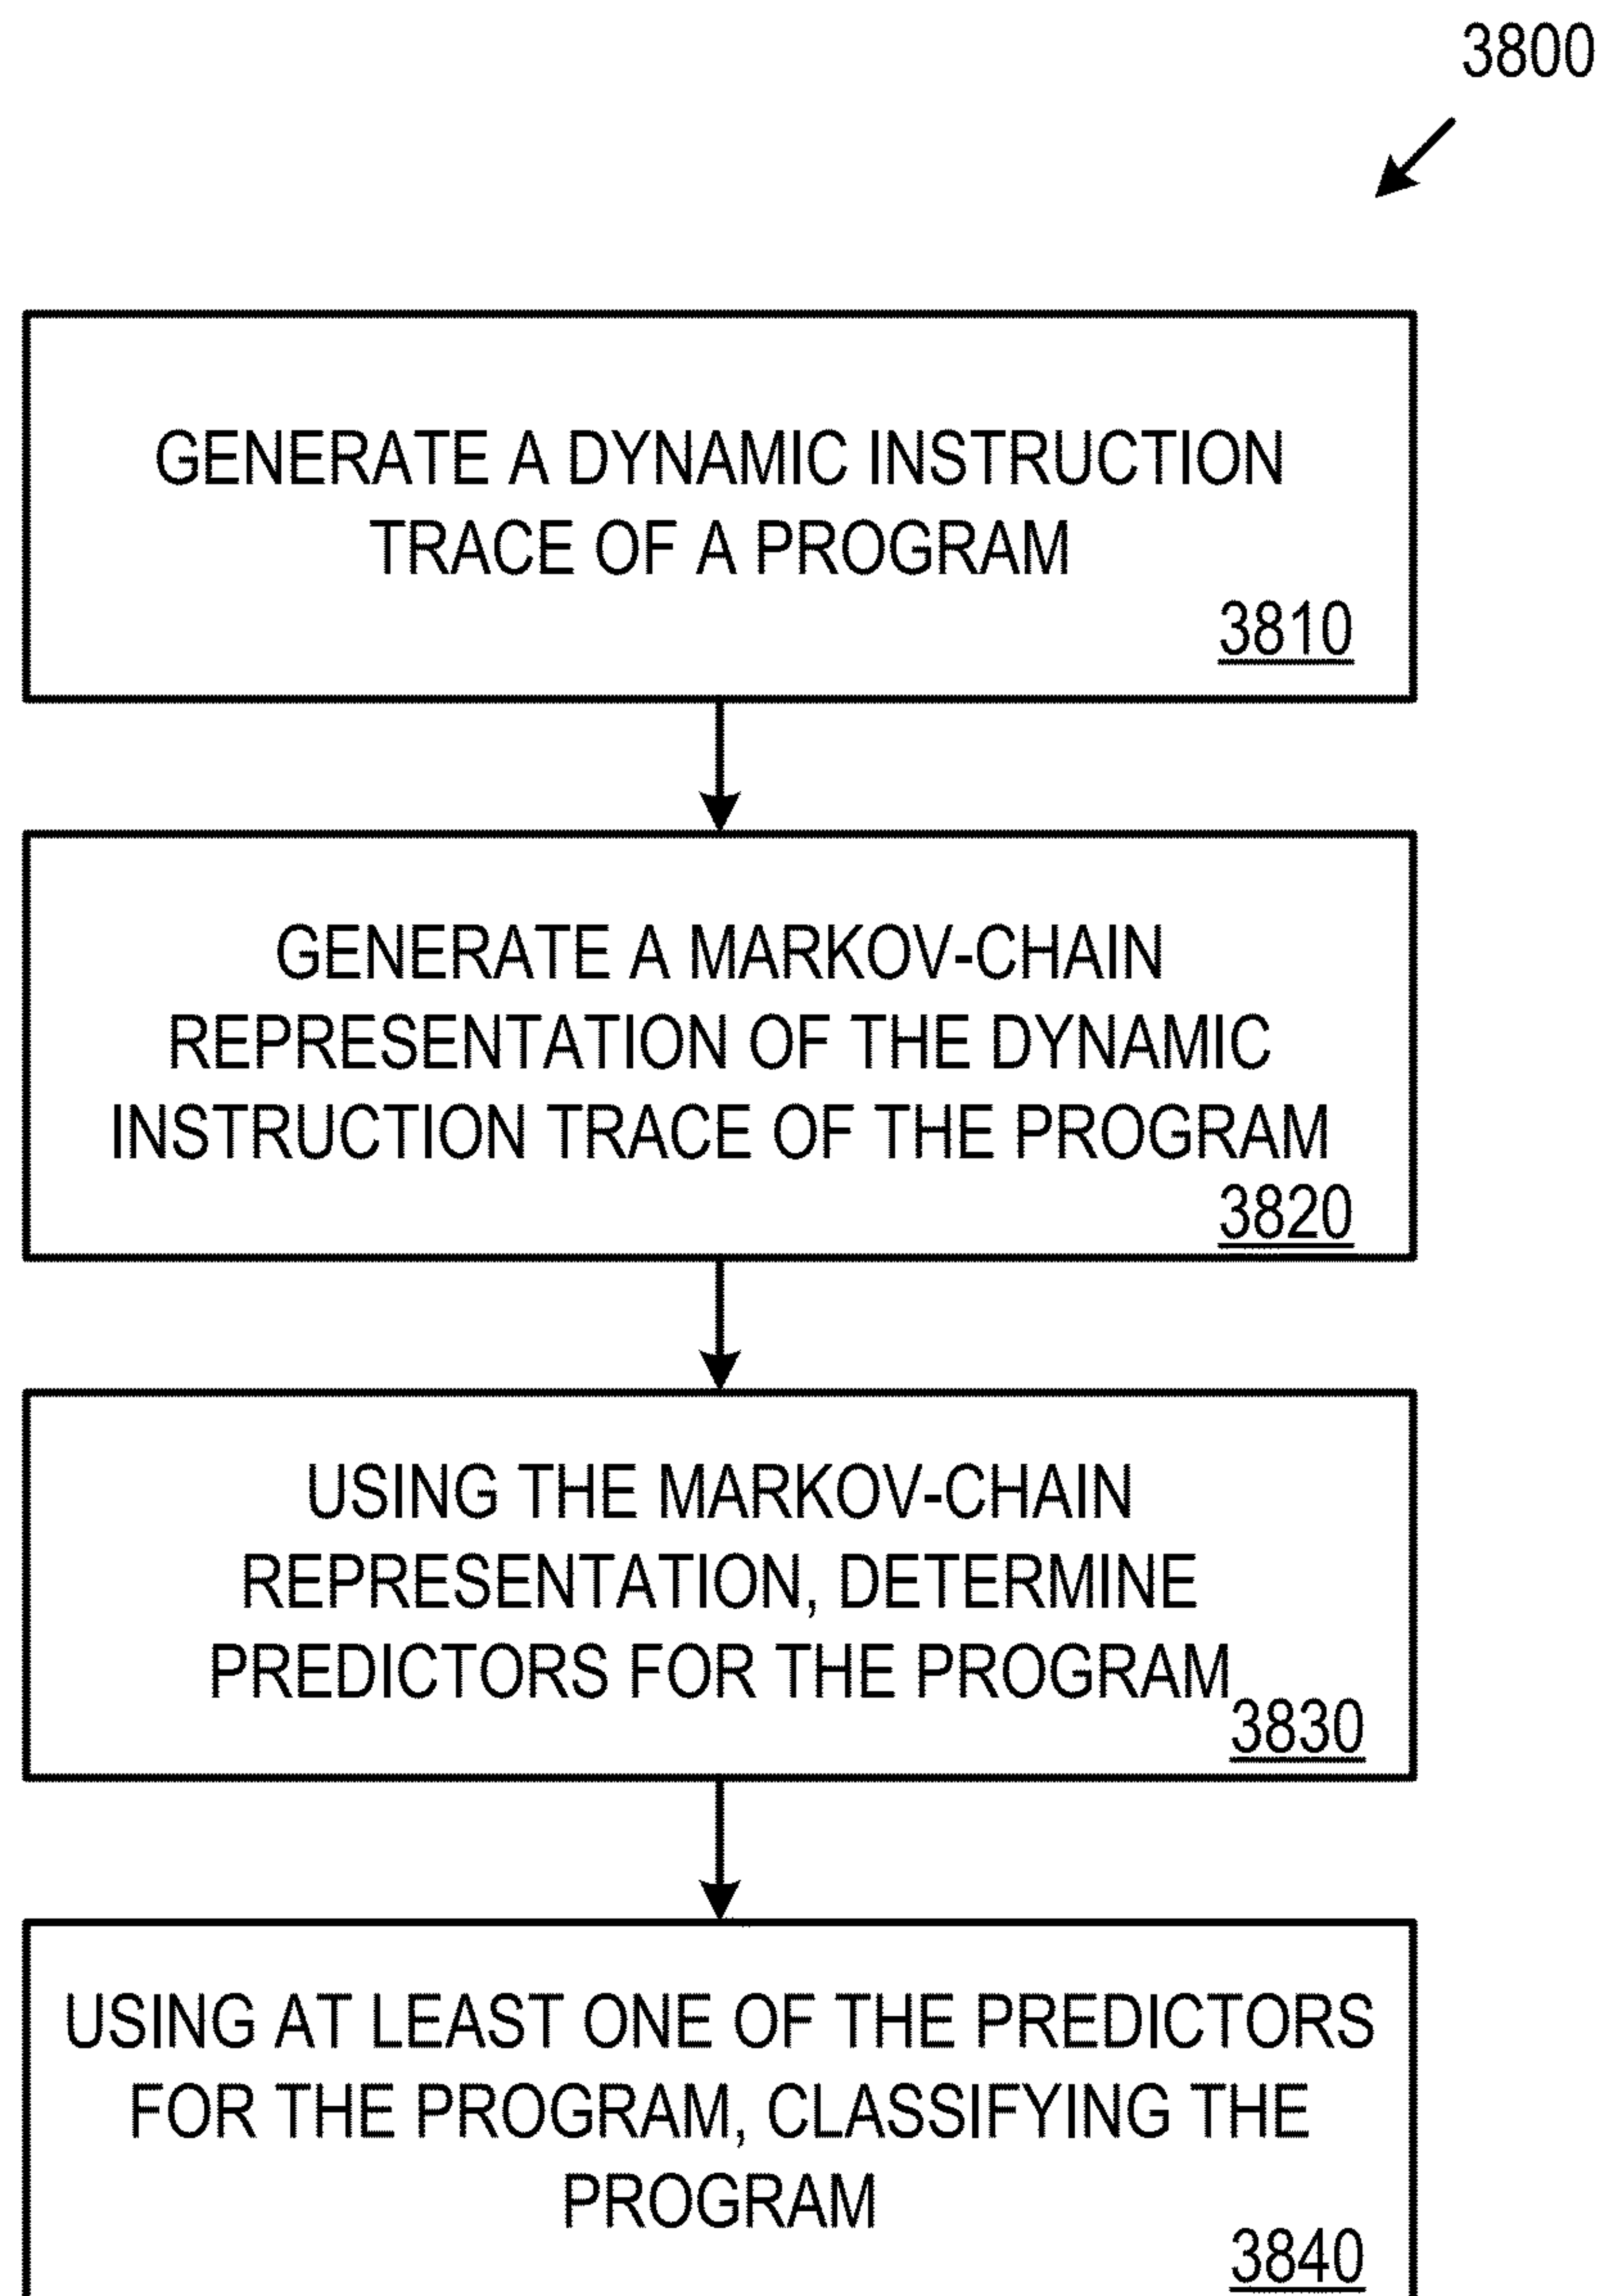 3800
GENERATE A DYNAMIC INSTRUCTION
TRACE OF A PROGRAM
3810
GENERATE A MARKOV-CHAIN
REPRESENTATION OF THE DYNAMIC
INSTRUCTION TRACE OF THE PROGRAM
3820
USING THE MARKOV-CHAIN
REPRESENTATION, DETERMINE
PREDICTORS FOR THE PROGRAM
3830
USING AT LEAST ONE OF THE PREDICTORS
FOR THE PROGRAM, CLASSIFYING THE
PROGRAM
3840